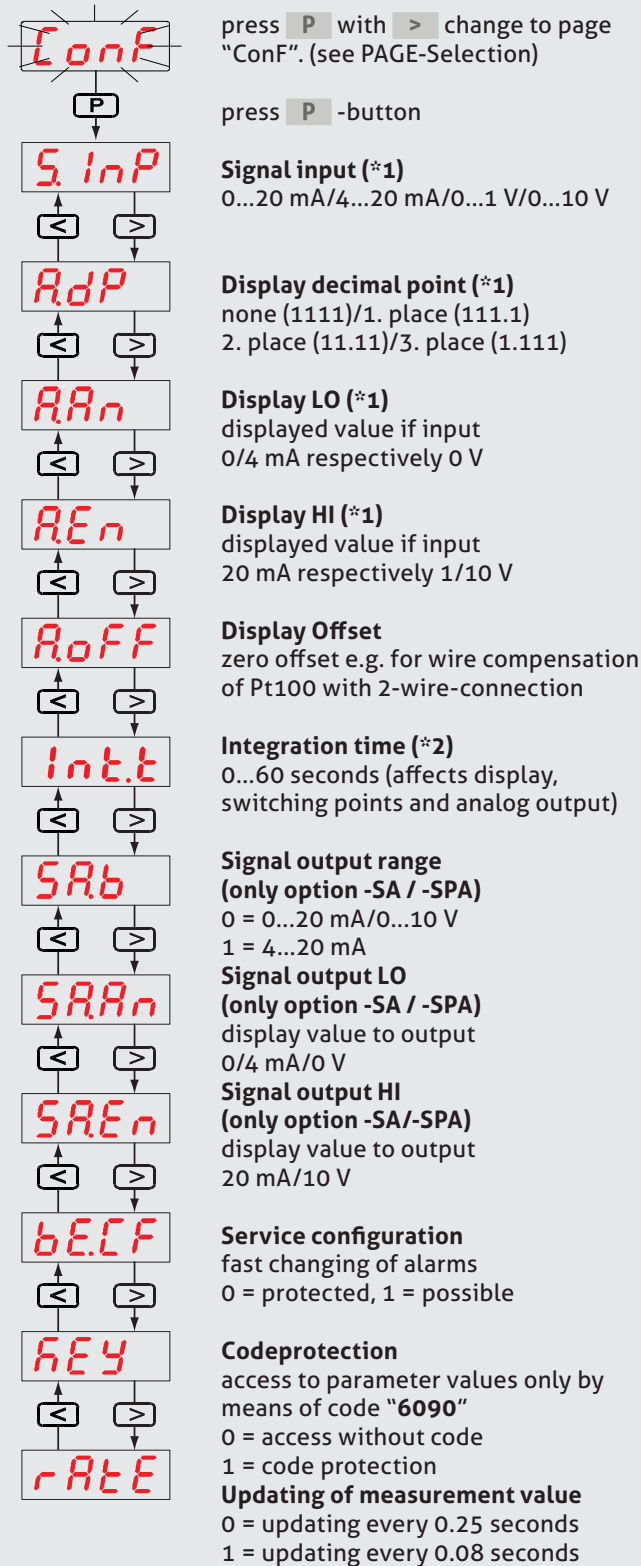 ConF
press P with > change to page
"ConF". (see PAGE-Selection)
P
press P -button
S.InP
Signal input (*1)
0...20 mA/4...20 mA/0...1 V/0...10 V
< >
A.dP
Display decimal point (*1)
none (1111)/1. place (111.1)
2. place (11.11)/3. place (1.111)
< >
A.An
Display LO (*1)
displayed value if input
0/4 mA respectively 0 V
< >
A.En
Display HI (*1)
displayed value if input
20 mA respectively 1/10 V
< >
A.oFF
Display Offset
zero offset e.g. for wire compensation
of Pt100 with 2-wire-connection
< >
Int.t
Integration time (*2)
0...60 seconds (affects display,
switching points and analog output)
< >
SA.b
Signal output range
(only option -SA / -SPA)
0 = 0...20 mA/0...10 V
1 = 4...20 mA
< >
SA.An
Signal output LO
(only option -SA / -SPA)
display value to output
0/4 mA/0 V
< >
SA.En
Signal output HI
(only option -SA/-SPA)
display value to output
20 mA/10 V
< >
bE.CF
Service configuration
fast changing of alarms
0 = protected, 1 = possible
< >
KEY
Codeprotection
access to parameter values only by
means of code "6090"
0 = access without code
1 = code protection
< >
rAtE
Updating of measurement value
0 = updating every 0.25 seconds
1 = updating every 0.08 seconds